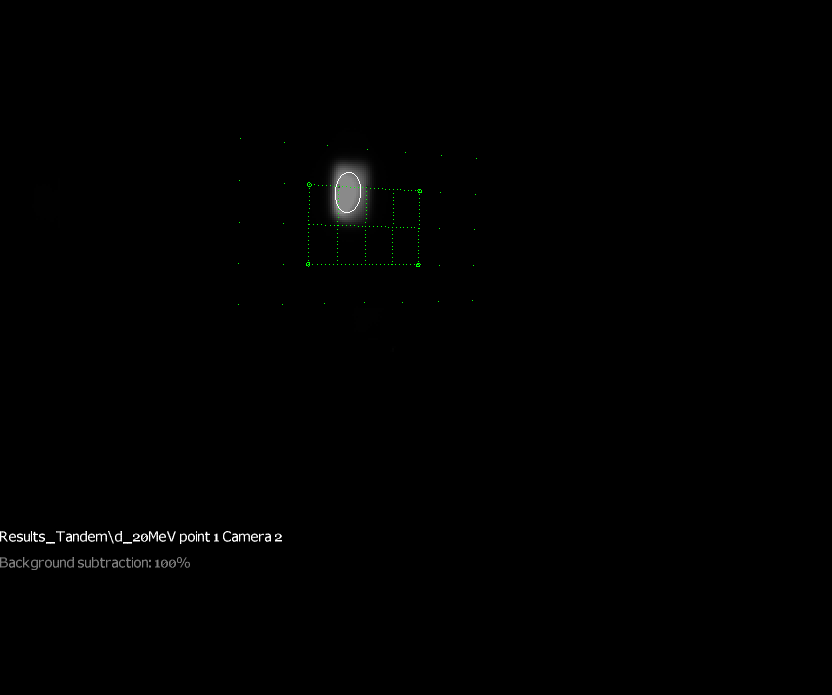 Results_Tandem\d_20MeV point 1 Camera 2
Background subtraction: 100%